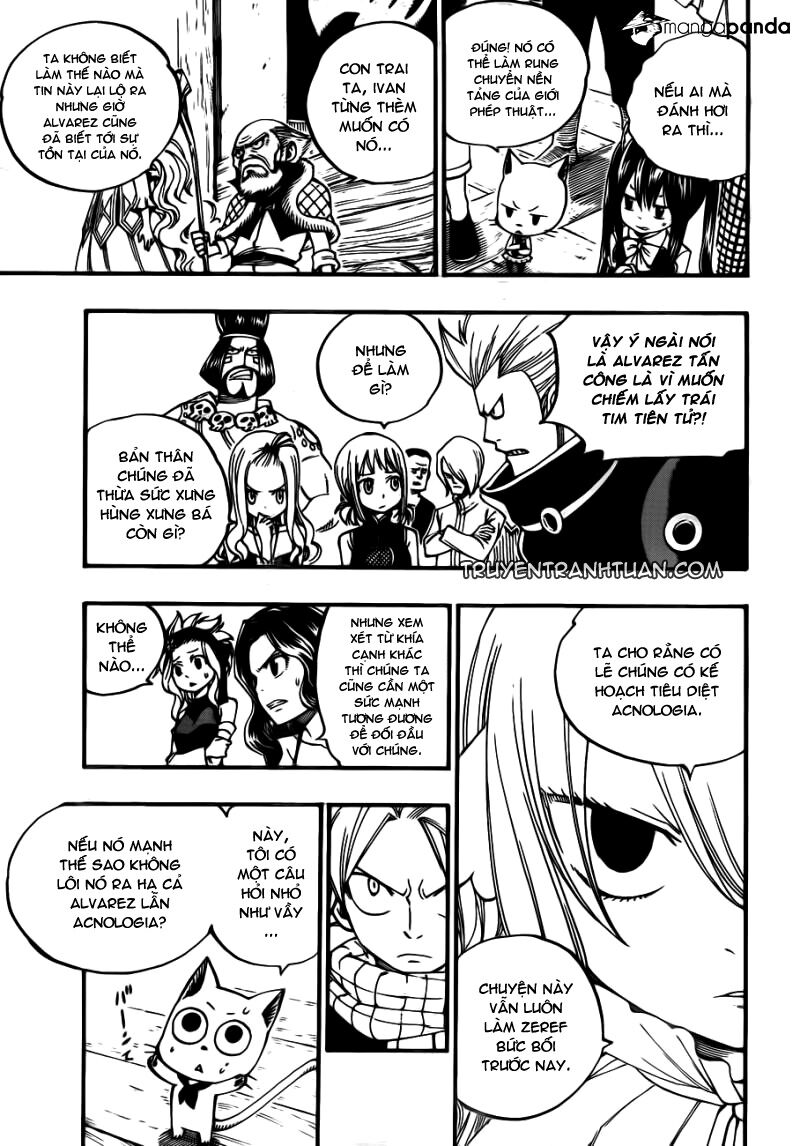 mangapanda
NẾU AI MÀ
ĐÁNH HƠI
RA THÌ...
ĐÚNG! NÓ CÓ
THỂ LÀM RUNG
CHUYỂN NỀN
TẢNG CỦA GIỚI
PHÉP THUẬT...
CON TRAI
TA, IVAN
TỪNG THÈM
MUỐN CÓ
NÓ...
TA KHÔNG BIẾT
LÀM THẾ NÀO MÀ
TIN NÀY LẠI LỘ RA
NHƯNG GIỜ
ALVAREZ CŨNG
ĐÃ BIẾT TỚI SỰ
TỒN TẠI CỦA NÓ.
VẬY Ý NGÀI NÓI
LÀ ALVAREZ TẤN
CÔNG LÀ VÌ MUỐN
CHIẾM LẤY TRÁI
TIM TIÊN TỬ?!
NHƯNG
ĐỂ LÀM
GÌ?
BẢN THÂN
CHÚNG ĐÃ
THỪA SỨC XƯNG
HÙNG XƯNG BÁ
CÒN GÌ?
TRUYENTRANHTUAN.COM
TA CHO RẰNG CÓ
LẼ CHÚNG CÓ KẾ
HOẠCH TIÊU DIỆT
ACNOLOGIA.
CHUYỆN NÀY
VẪN LUÔN
LÀM ZEREF
BỨC BỐI
TRƯỚC NAY.
NHƯNG XEM
XÉT TỪ KHÍA
CẠNH KHÁC
THÌ CHÚNG TA
CŨNG CẦN MỘT
SỨC MẠNH
TƯƠNG ĐƯƠNG
ĐỂ ĐỐI ĐẦU
VỚI CHÚNG.
KHÔNG
THỂ
NÀO...
NÀY,
TÔI CÓ
MỘT CÂU
HỎI NHỎ
NHƯ VẦY
...
NẾU NÓ MẠNH
THẾ SAO KHÔNG
LÔI NÓ RA HẠ CẢ
ALVAREZ LẪN
ACNOLOGIA?